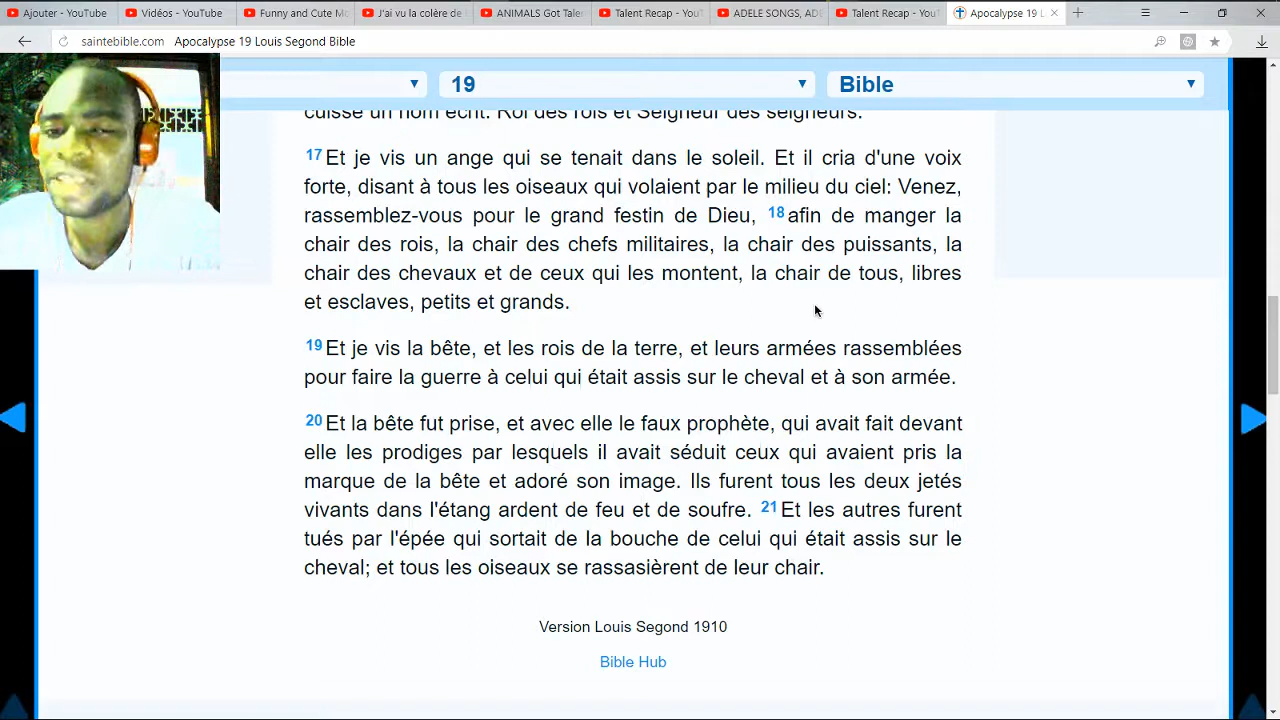 Ajouter - YouTube
Vidéos - YouTube
Funny and Cute Mo
J'ai vu la colère de
ANIMALS Got Tale
Talent Recap - You
ADELE SONGS, AD
Talent Recap - You
Apocalypse 19 L
saintebible.com Apocalypse 19 Louis Segond Bible
19
Bible
cuisse un nom écrit: Roi des rois et Seigneur des seigneurs.
17 Et je vis un ange qui se tenait dans le soleil. Et il cria d'une voix
forte, disant à tous les oiseaux qui volaient par le milieu du ciel: Venez,
rassemblez-vous pour le grand festin de Dieu, 18 afin de manger la
chair des rois, la chair des chefs militaires, la chair des puissants, la
chair des chevaux et de ceux qui les montent, la chair de tous, libres
et esclaves, petits et grands.
19 Et je vis la bête, et les rois de la terre, et leurs armées rassemblées
pour faire la guerre à celui qui était assis sur le cheval et à son armée.
20 Et la bête fut prise, et avec elle le faux prophète, qui avait fait devant
elle les prodiges par lesquels il avait séduit ceux qui avaient pris la
marque de la bête et adoré son image. Ils furent tous les deux jetés
vivants dans l'étang ardent de feu et de soufre. 21 Et les autres furent
tués par l'épée qui sortait de la bouche de celui qui était assis sur le
cheval; et tous les oiseaux se rassasièrent de leur chair.
Version Louis Segond 1910
Bible Hub